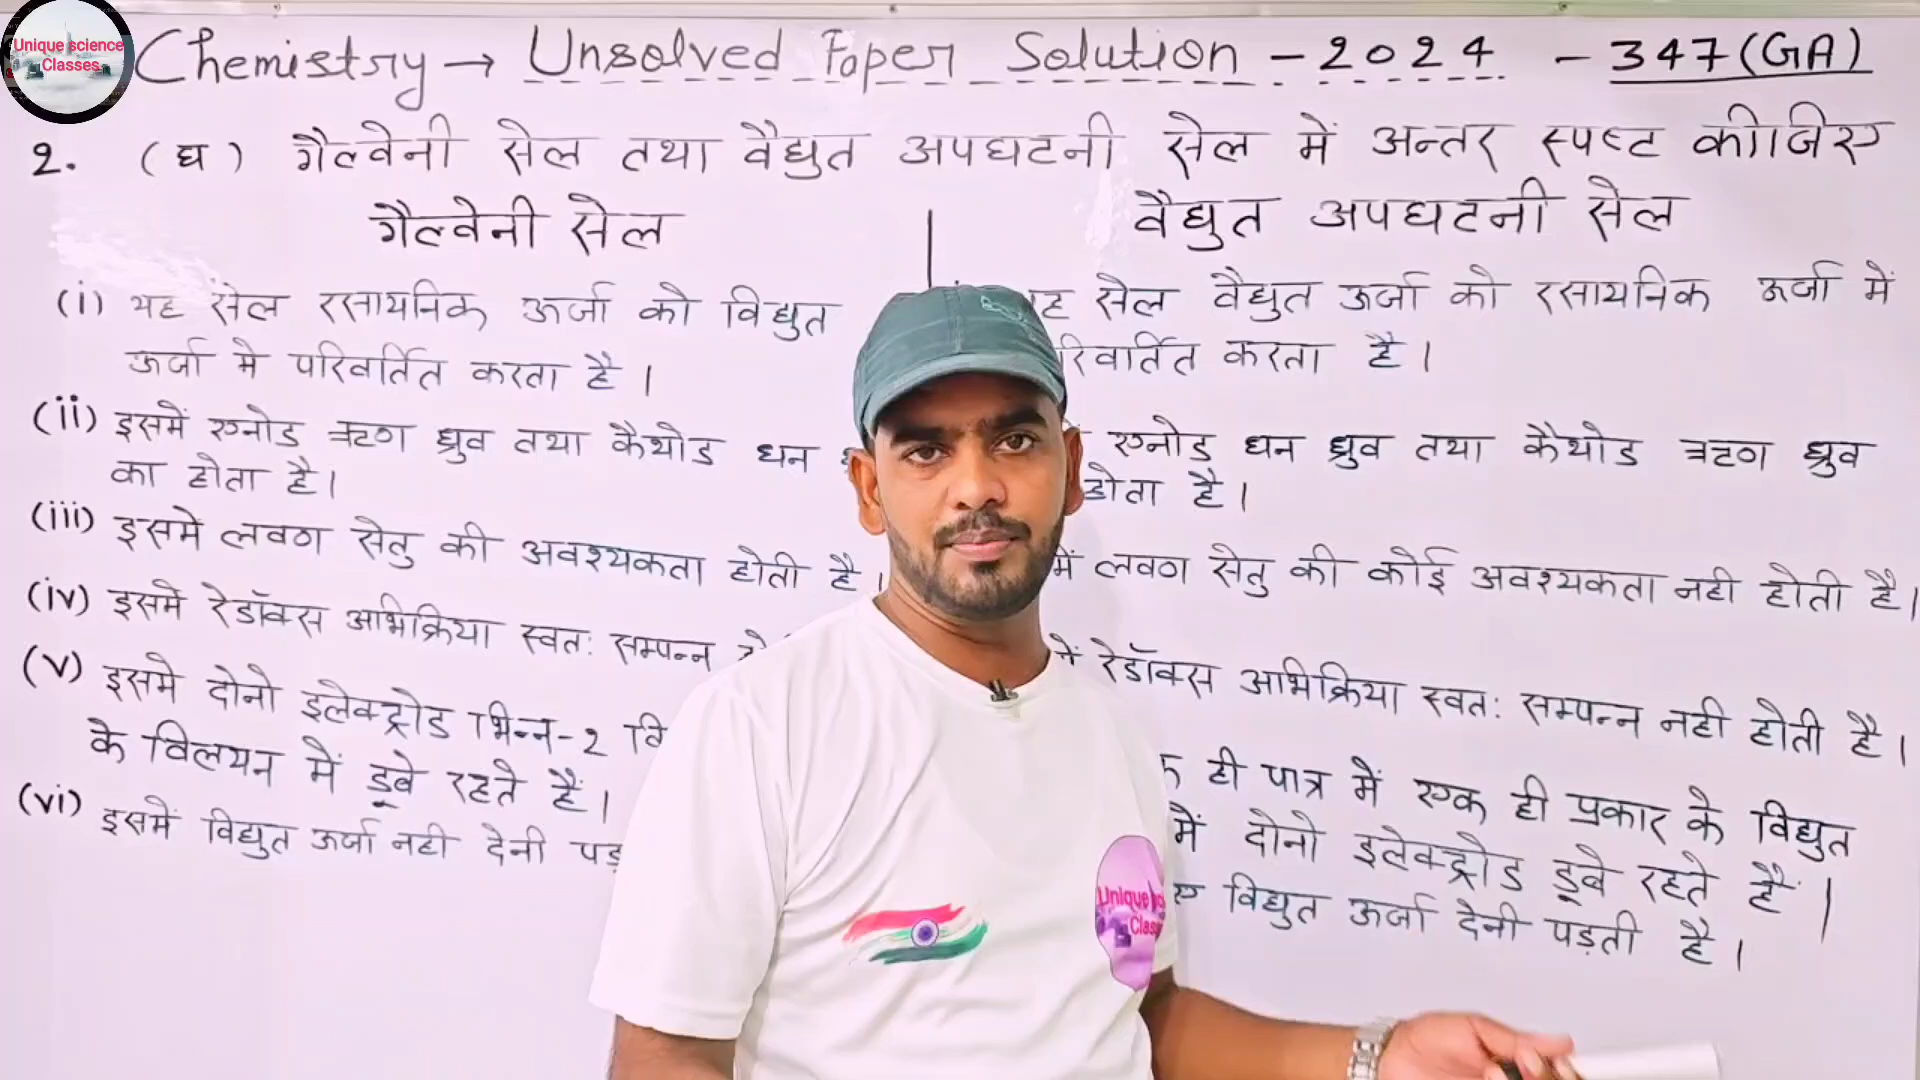 Unique science
Classes
Chemistry → Unsolved Paper Solution - 2024 - 347 (GA)
2. (घ) गैल्वेनी सेल तथा वैद्युत अपघटनी सेल में अन्तर स्पष्ट कीजिए
गैल्वेनी सेल
वैद्युत अपघटनी सेल
(i) यह सेल रसायनिक ऊर्जा को विद्युत
ऊर्जा मे परिवर्तित करता है।
(ii) इसमें एनोड ऋण ध्रुव तथा कैथोड धन
का होता है।
(iii) इसमे लवण सेतु की अवश्यकता होती है।
(iv) इसमे रेडॉक्स अभिक्रिया स्वतः सम्पन्न
(v) इसमे दोनो इलेक्ट्रोड भिन्न-2
के विलयन में डूबे रहते हैं।
(vi) इसमें विद्युत ऊर्जा नही देनी
सेल वैद्युत ऊर्जा को रसायनिक ऊर्जा में
करता है।
एनोड धन ध्रुव तथा कैथोड ऋण ध्रुव
होता है।
में लवण सेतु की कोई अवश्यकता नही होती है।
रेडॉक्स अभिक्रिया स्वतः सम्पन्न नही होती है।
ही पात्र में एक ही प्रकार के विद्युत
में दोनो इलेक्ट्रोड डूबे रहते हैं।
विद्युत ऊर्जा देनी पड़ती है।
Unique
Class